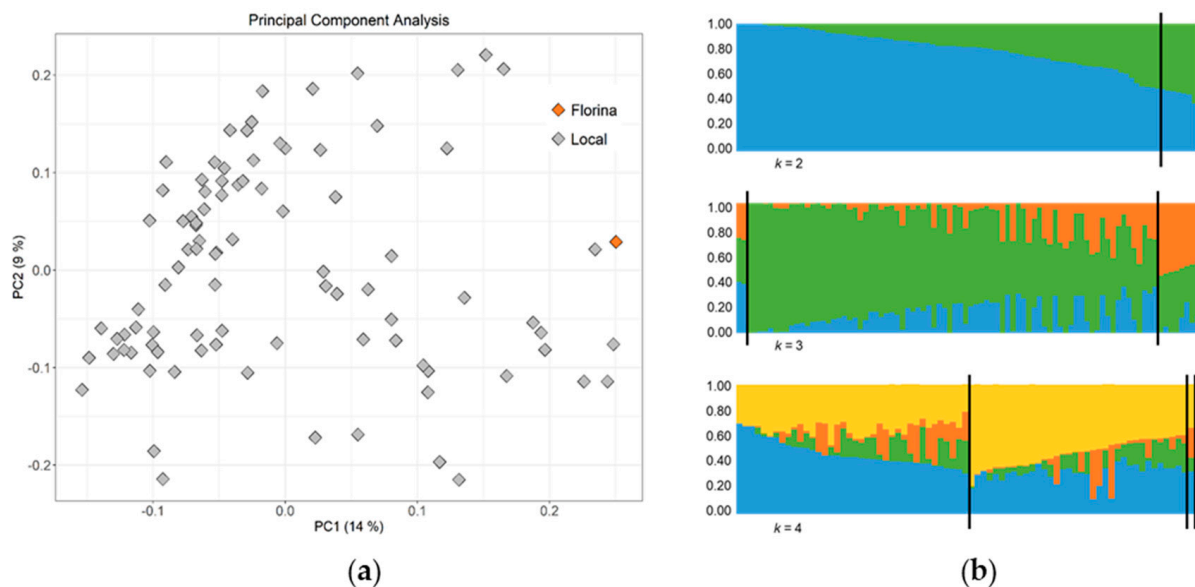 Principal Component Analysis
0.2
0.1
0.0
-0.1
-0.2
PC2 (9 %)
Florina
Local
-0.1
0.0
0.1
0.2
PC1 (14 %)
(a)
1.00
0.80
0.60
0.40
0.20
0.00
k = 2
1.00
0.80
0.60
0.40
0.20
0.00
k = 3
1.00
0.80
0.60
0.40
0.20
0.00
k = 4
(b)